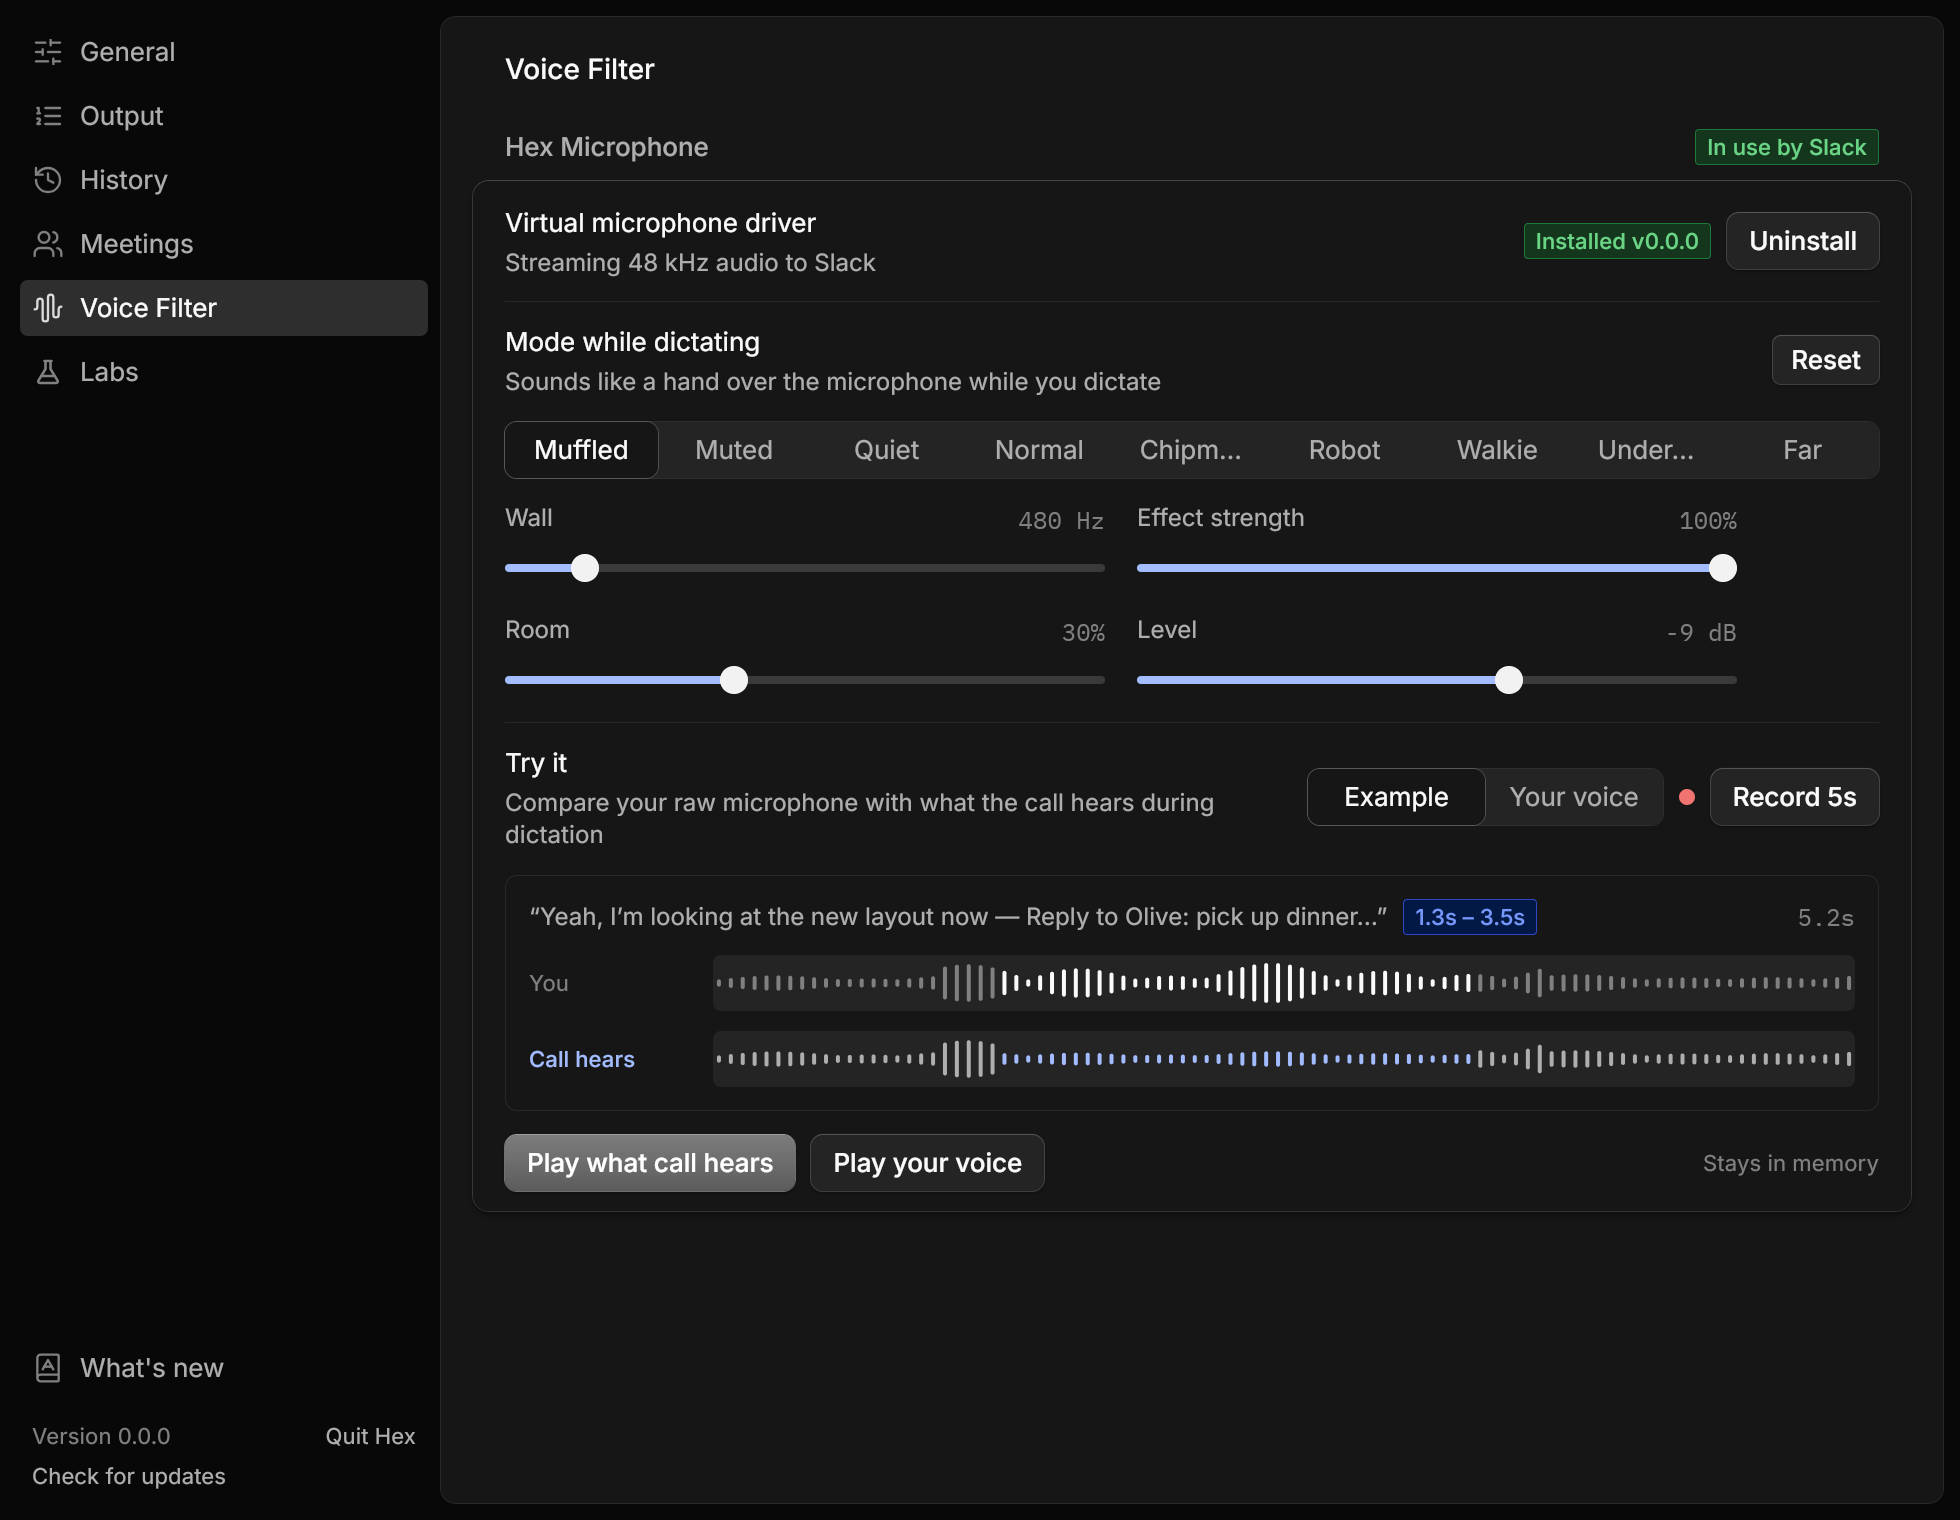 General
Output
History
Meetings
Voice Filter
Labs
What's new
Version 0.0.0
Quit Hex
Check for updates
Voice Filter
Hex Microphone
In use by Slack
Virtual microphone driver
Streaming 48 kHz audio to Slack
Installed v0.0.0
Uninstall
Mode while dictating
Sounds like a hand over the microphone while you dictate
Reset
Muffled
Muted
Quiet
Normal
Chipm...
Robot
Walkie
Under...
Far
Wall
480 Hz
Effect strength
100%
Room
30%
Level
-9 dB
Try it
Compare your raw microphone with what the call hears during
dictation
Example
Your voice
Record 5s
“Yeah, I’m looking at the new layout now — Reply to Olive: pick up dinner...”
1.3s – 3.5s
5.2s
You
Call hears
Play what call hears
Play your voice
Stays in memory